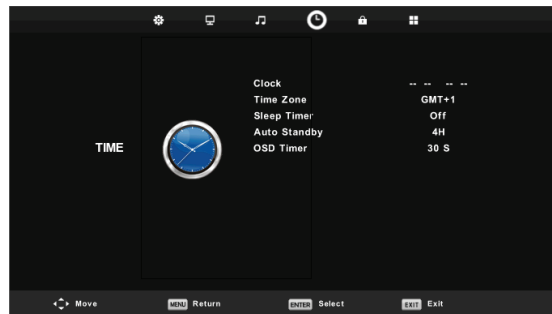 Clock -- -- -- --
Time Zone GMT+1
Sleep Timer Off
Auto Standby 4H
TIME
OSD Timer 30 S
Move MENU Return ENTER Select EXIT Exit